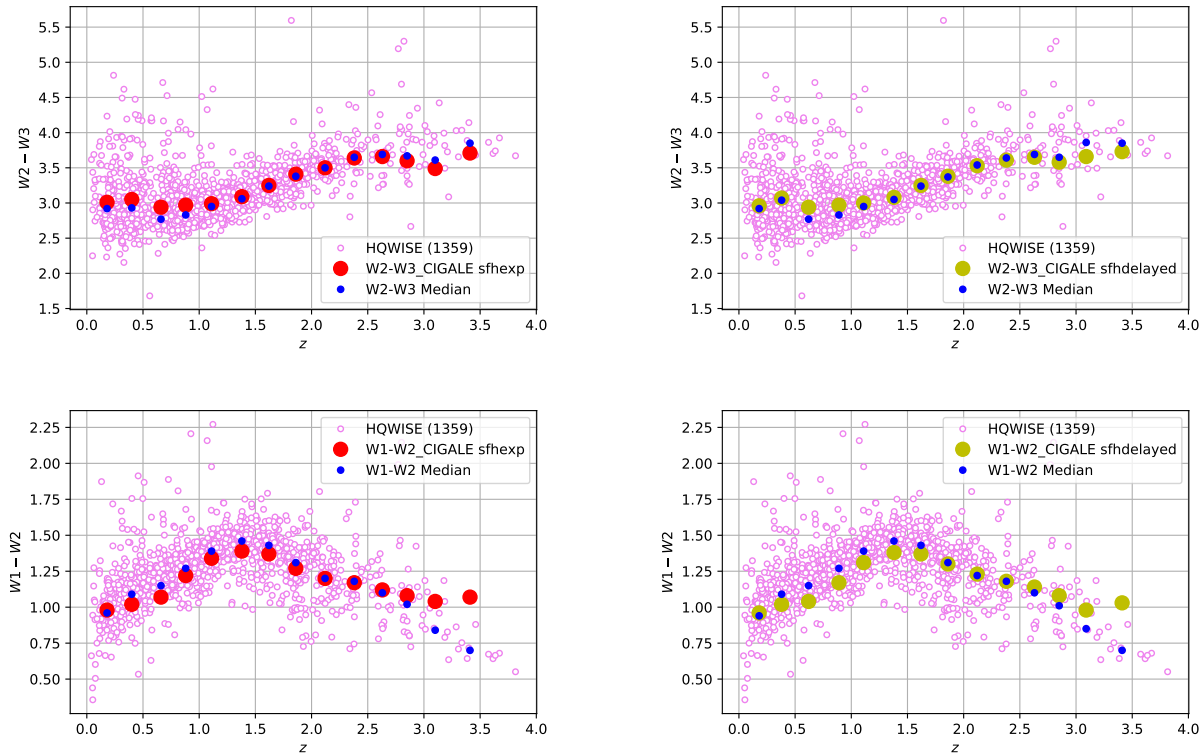 5.5
5.0
4.5
4.0
3.5
3.0
2.5
2.0
1.5
W2 − W3
HQWISE (1359)
W2-W3_CIGALE sfhexp
W2-W3 Median
0.0 0.5 1.0 1.5 2.0 2.5 3.0 3.5 4.0
z
5.5
5.0
4.5
4.0
3.5
3.0
2.5
2.0
1.5
W2 − W3
HQWISE (1359)
W2-W3_CIGALE sfhdelayed
W2-W3 Median
0.0 0.5 1.0 1.5 2.0 2.5 3.0 3.5 4.0
z
2.25
2.00
1.75
1.50
1.25
1.00
0.75
0.50
W1 − W2
HQWISE (1359)
W1-W2_CIGALE sfhexp
W1-W2 Median
0.0 0.5 1.0 1.5 2.0 2.5 3.0 3.5 4.0
z
2.25
2.00
1.75
1.50
1.25
1.00
0.75
0.50
W1 − W2
HQWISE (1359)
W1-W2_CIGALE sfhdelayed
W1-W2 Median
0.0 0.5 1.0 1.5 2.0 2.5 3.0 3.5 4.0
z